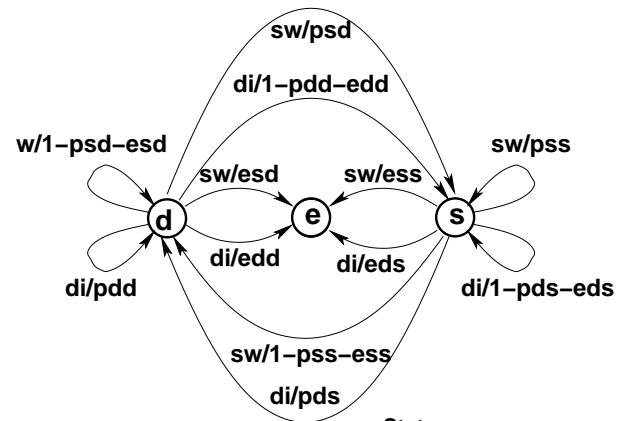 sw/psd
di/1–pdd–edd
w/1–psd–esd
sw/pss
sw/esd
sw/ess
d
e
s
di/edd
di/eds
di/pdd
di/1–pds–eds
sw/1–pss–ess
di/pds